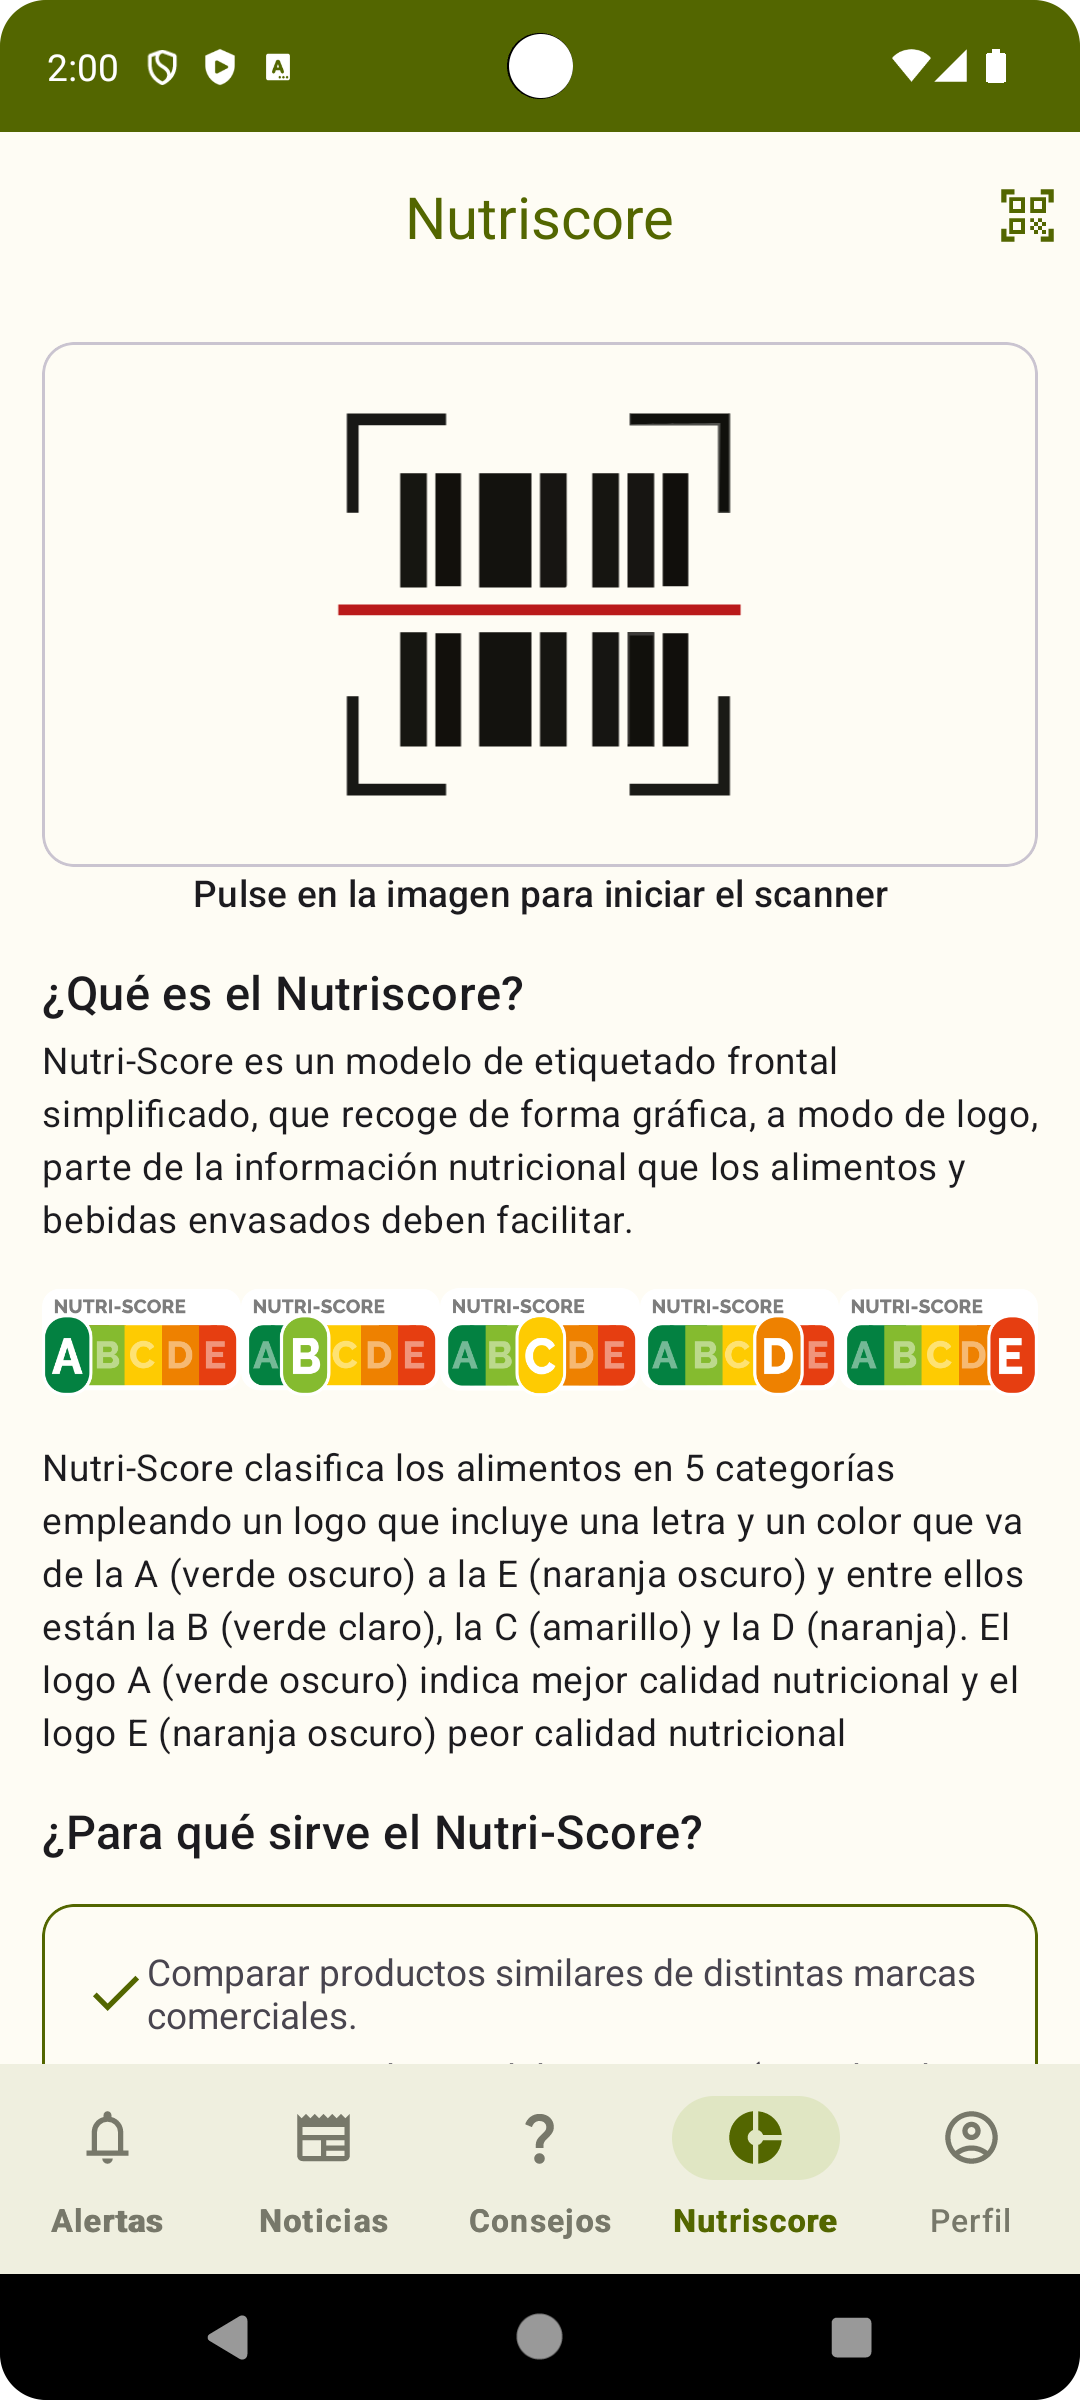 2:00
Nutriscore
Pulse en la imagen para iniciar el scanner
¿Qué es el Nutriscore?
Nutri-Score es un modelo de etiquetado frontal
simplificado, que recoge de forma gráfica, a modo de logo,
parte de la información nutricional que los alimentos y
bebidas envasados deben facilitar.
NUTRI-SCORE NUTRI-SCORE NUTRI-SCORE NUTRI-SCORE NUTRI-SCORE
A B C D E A B C D E A B C D E A B C D E A B C D E
Nutri-Score clasifica los alimentos en 5 categorías
empleando un logo que incluye una letra y un color que va
de la A (verde oscuro) a la E (naranja oscuro) y entre ellos
están la B (verde claro), la C (amarillo) y la D (naranja). El
logo A (verde oscuro) indica mejor calidad nutricional y el
logo E (naranja oscuro) peor calidad nutricional
¿Para qué sirve el Nutri-Score?
Comparar productos similares de distintas marcas
comerciales.
Alertas Noticias Consejos Nutriscore Perfil